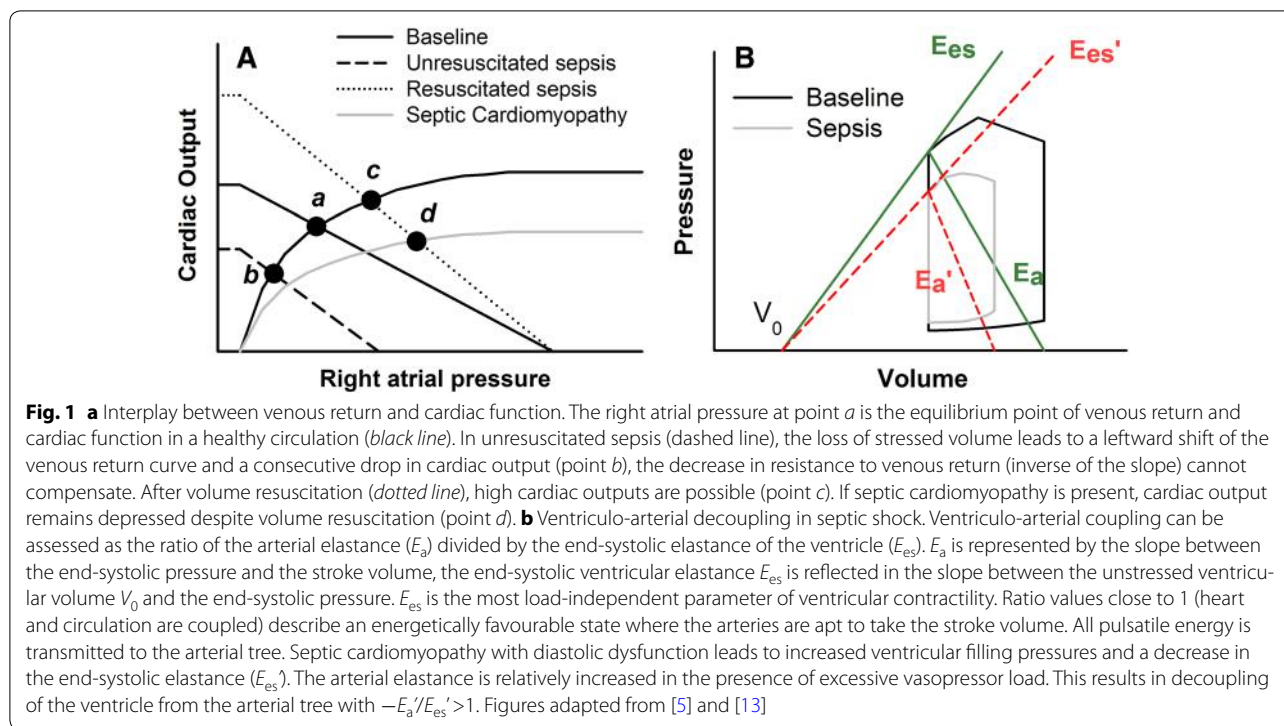 A
Baseline
Unresuscitated sepsis
Resuscitated sepsis
Septic Cardiomyopathy
a
b
c
d
Cardiac Output
Right atrial pressure
B
Baseline
Sepsis
Ees
Ees'
Ea'
Ea
V0
Pressure
Volume
Fig. 1 a Interplay between venous return and cardiac function. The right atrial pressure at point a is the equilibrium point of venous return and
cardiac function in a healthy circulation (black line). In unresuscitated sepsis (dashed line), the loss of stressed volume leads to a leftward shift of the
venous return curve and a consecutive drop in cardiac output (point b), the decrease in resistance to venous return (inverse of the slope) cannot
compensate. After volume resuscitation (dotted line), high cardiac outputs are possible (point c). If septic cardiomyopathy is present, cardiac output
remains depressed despite volume resuscitation (point d). b Ventriculo-arterial decoupling in septic shock. Ventriculo-arterial coupling can be
assessed as the ratio of the arterial elastance (Ea) divided by the end-systolic elastance of the ventricle (Ees). Ea is represented by the slope between
the end-systolic pressure and the stroke volume, the end-systolic ventricular elastance Ees is reflected in the slope between the unstressed ventricu-
lar volume V0 and the end-systolic pressure. Ees is the most load-independent parameter of ventricular contractility. Ratio values close to 1 (heart
and circulation are coupled) describe an energetically favourable state where the arteries are apt to take the stroke volume. All pulsatile energy is
transmitted to the arterial tree. Septic cardiomyopathy with diastolic dysfunction leads to increased ventricular filling pressures and a decrease in
the end-systolic elastance (Ees′). The arterial elastance is relatively increased in the presence of excessive vasopressor load. This results in decoupling
of the ventricle from the arterial tree with −Ea′/Ees′ >1. Figures adapted from [5] and [13]